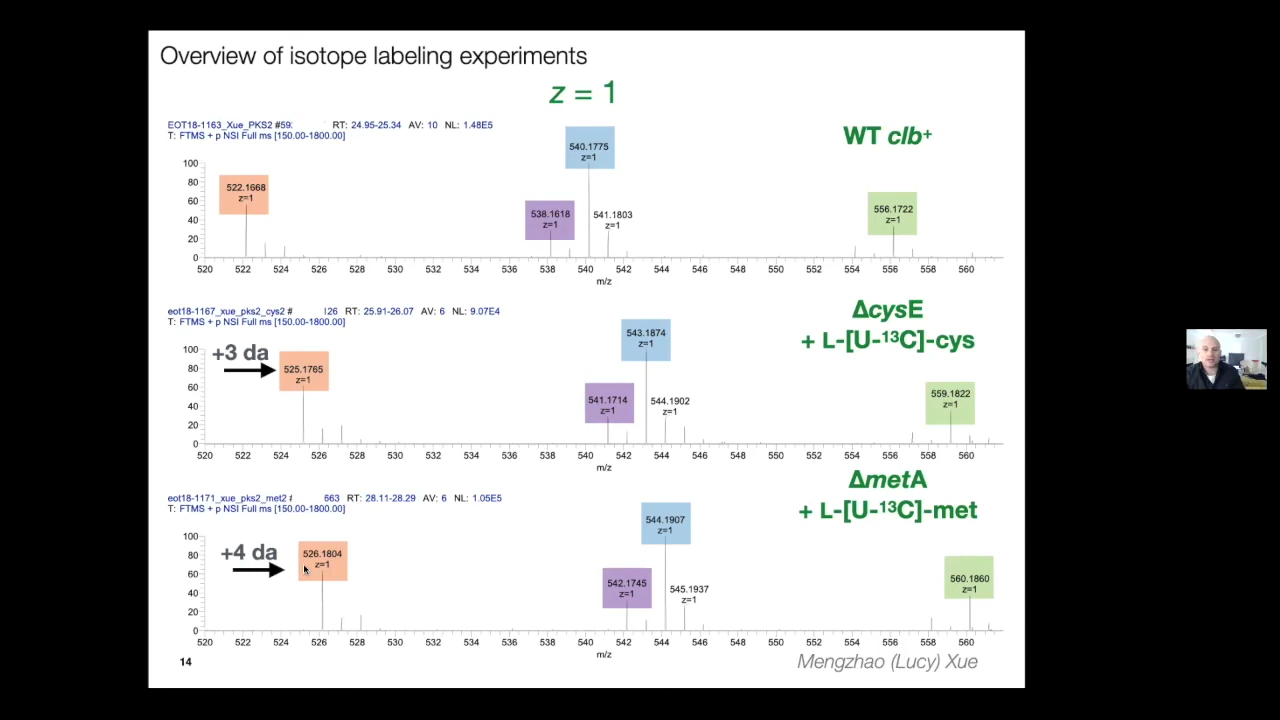 Overview of isotope labeling experiments
z = 1
EOT18-1163_Xue_PKS2 #59: RT: 24.95-25.34 AV: 10 NL: 1.48E5
T: FTMS + p NSI Full ms [150.00-1800.00]
WT clb⁺
540.1775
z=1
522.1668
z=1
538.1618
z=1
541.1803
z=1
556.1722
z=1
100
80
60
40
20
0
520 522 524 526 528 530 532 534 536 538 540 542 544 546 548 550 552 554 556 558 560
m/z
eot18-1167_xue_pks2_cys2 # 126 RT: 25.91-26.07 AV: 6 NL: 9.07E4
T: FTMS + p NSI Full ms [150.00-1800.00]
ΔcysE
+ L-[U-¹³C]-cys
+3 da
543.1874
z=1
525.1765
z=1
541.1714
z=1
544.1902
z=1
559.1822
z=1
100
80
60
40
20
0
520 522 524 526 528 530 532 534 536 538 540 542 544 546 548 550 552 554 556 558 560
m/z
eot18-1171_xue_pks2_met2 # 663 RT: 28.11-28.29 AV: 6 NL: 1.05E5
T: FTMS + p NSI Full ms [150.00-1800.00]
ΔmetA
+ L-[U-¹³C]-met
+4 da
544.1907
z=1
526.1804
z=1
542.1745
z=1
545.1937
z=1
560.1860
z=1
100
80
60
40
20
0
520 522 524 526 528 530 532 534 536 538 540 542 544 546 548 550 552 554 556 558 560
m/z
14
Mengzhao (Lucy) Xue